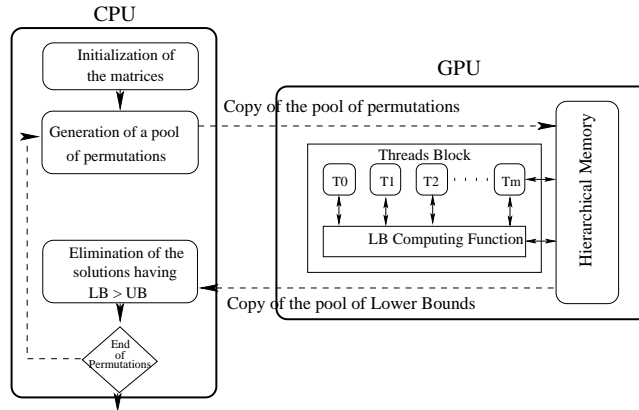 CPU
Initialization of
the matrices
Generation of a pool
of permutations
Elimination of the
solutions having
LB > UB
End
of
Permutations
Copy of the pool of permutations
Copy of the pool of Lower Bounds
GPU
Threads Block
T0 T1 T2 . . . . . Tm
LB Computing Function
Hierarchical Memory